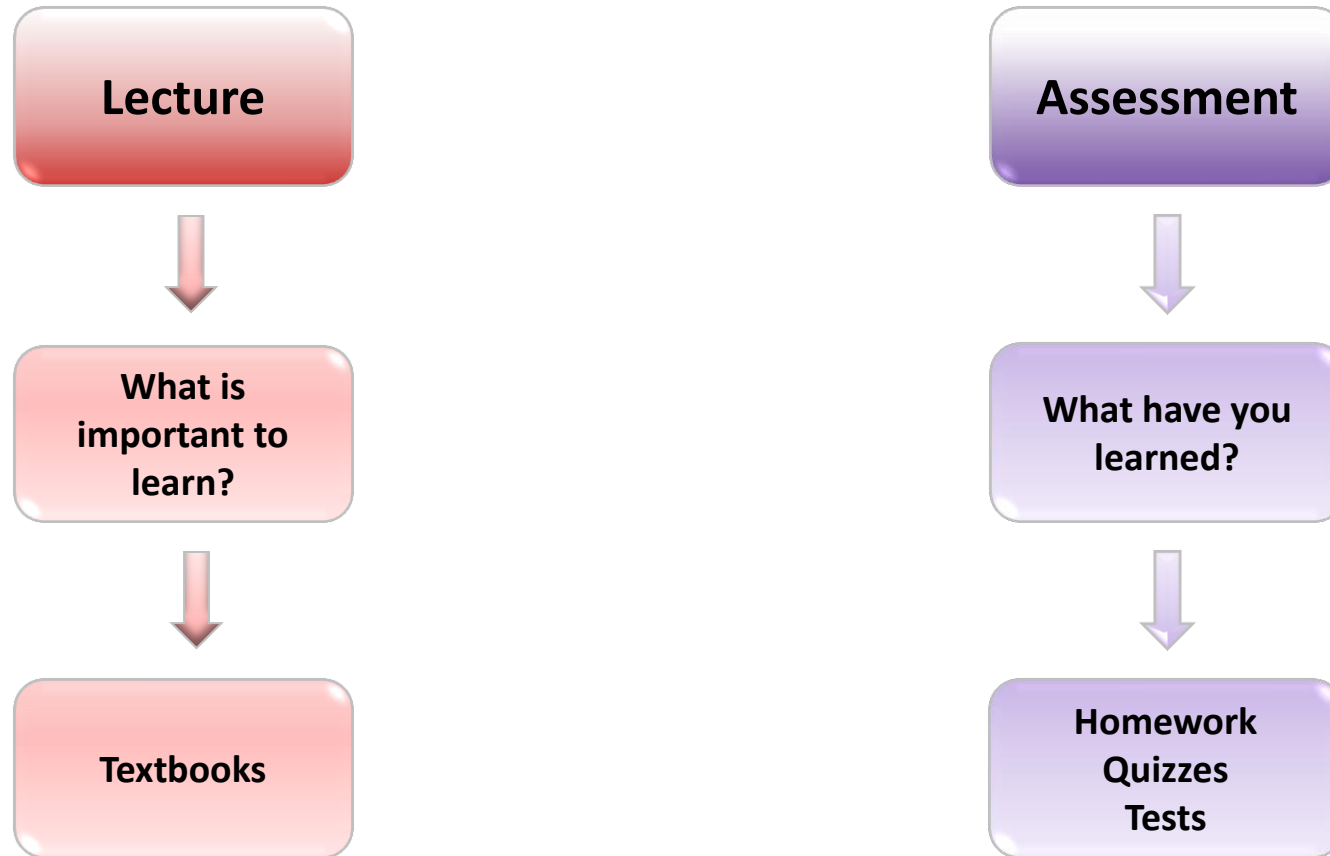 Lecture
What is
important to
learn?
Textbooks
Assessment
What have you
learned?
Homework
Quizzes
Tests